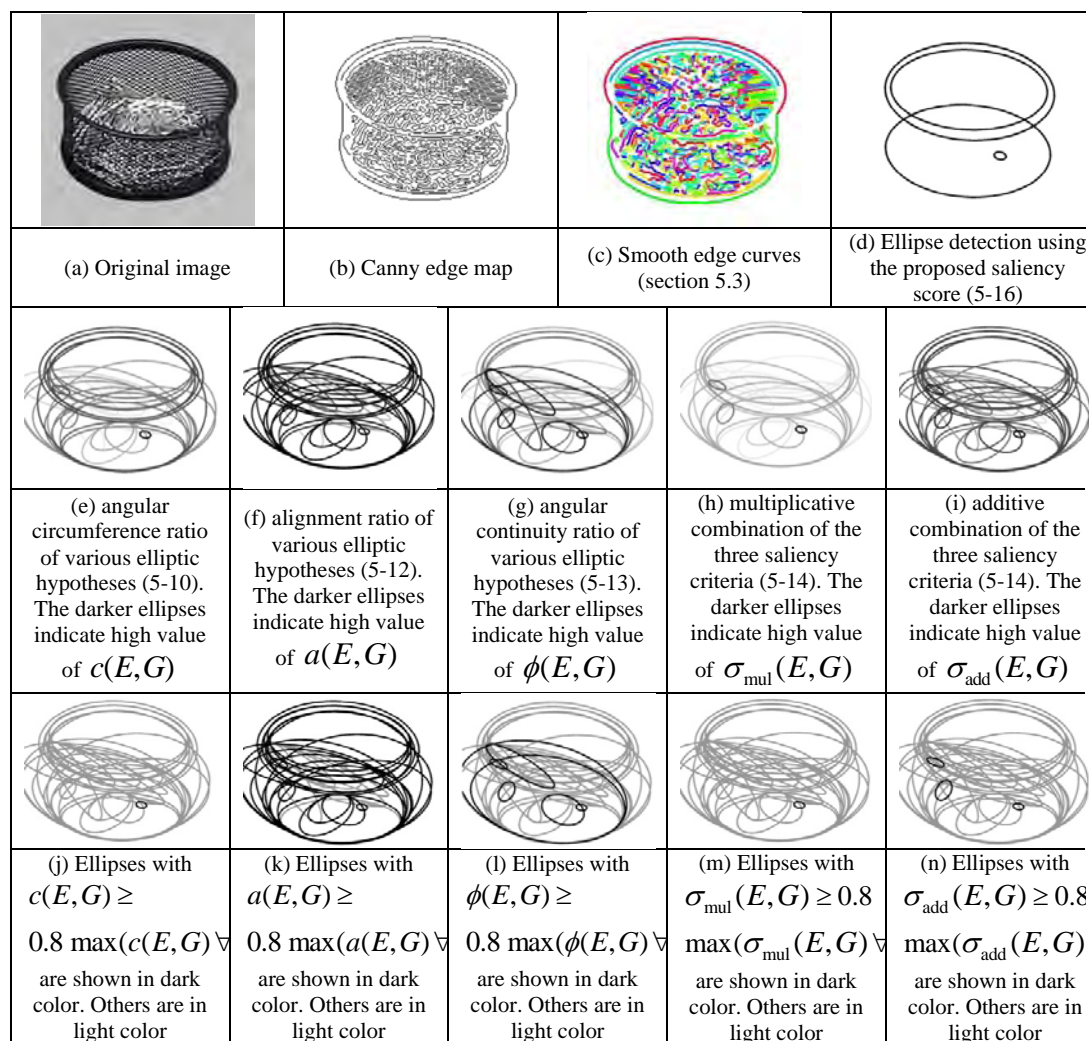 (a) Original image
(b) Canny edge map
(c) Smooth edge curves
(section 5.3)
(d) Ellipse detection using
the proposed saliency
score (5-16)
(e) angular
circumference ratio
of various elliptic
hypotheses (5-10).
The darker ellipses
indicate high value
of c(E,G)
(f) alignment ratio of
various elliptic
hypotheses (5-12).
The darker ellipses
indicate high value
of a(E,G)
(g) angular
continuity ratio of
various elliptic
hypotheses (5-13).
The darker ellipses
indicate high value
of ϕ(E,G)
(h) multiplicative
combination of the
three saliency
criteria (5-14). The
darker ellipses
indicate high value
of σmul(E,G)
(i) additive
combination of the
three saliency
criteria (5-14). The
darker ellipses
indicate high value
of σadd(E,G)
(j) Ellipses with
c(E,G) ≥
0.8 max(c(E,G) ∀
are shown in dark
color. Others are in
light color
(k) Ellipses with
a(E,G) ≥
0.8 max(a(E,G) ∀
are shown in dark
color. Others are in
light color
(l) Ellipses with
ϕ(E,G) ≥
0.8 max(ϕ(E,G) ∀
are shown in dark
color. Others are in
light color
(m) Ellipses with
σmul(E,G) ≥ 0.8
max(σmul(E,G) ∀
are shown in dark
color. Others are in
light color
(n) Ellipses with
σadd(E,G) ≥ 0.8
max(σadd(E,G)
are shown in dark
color. Others are in
light color